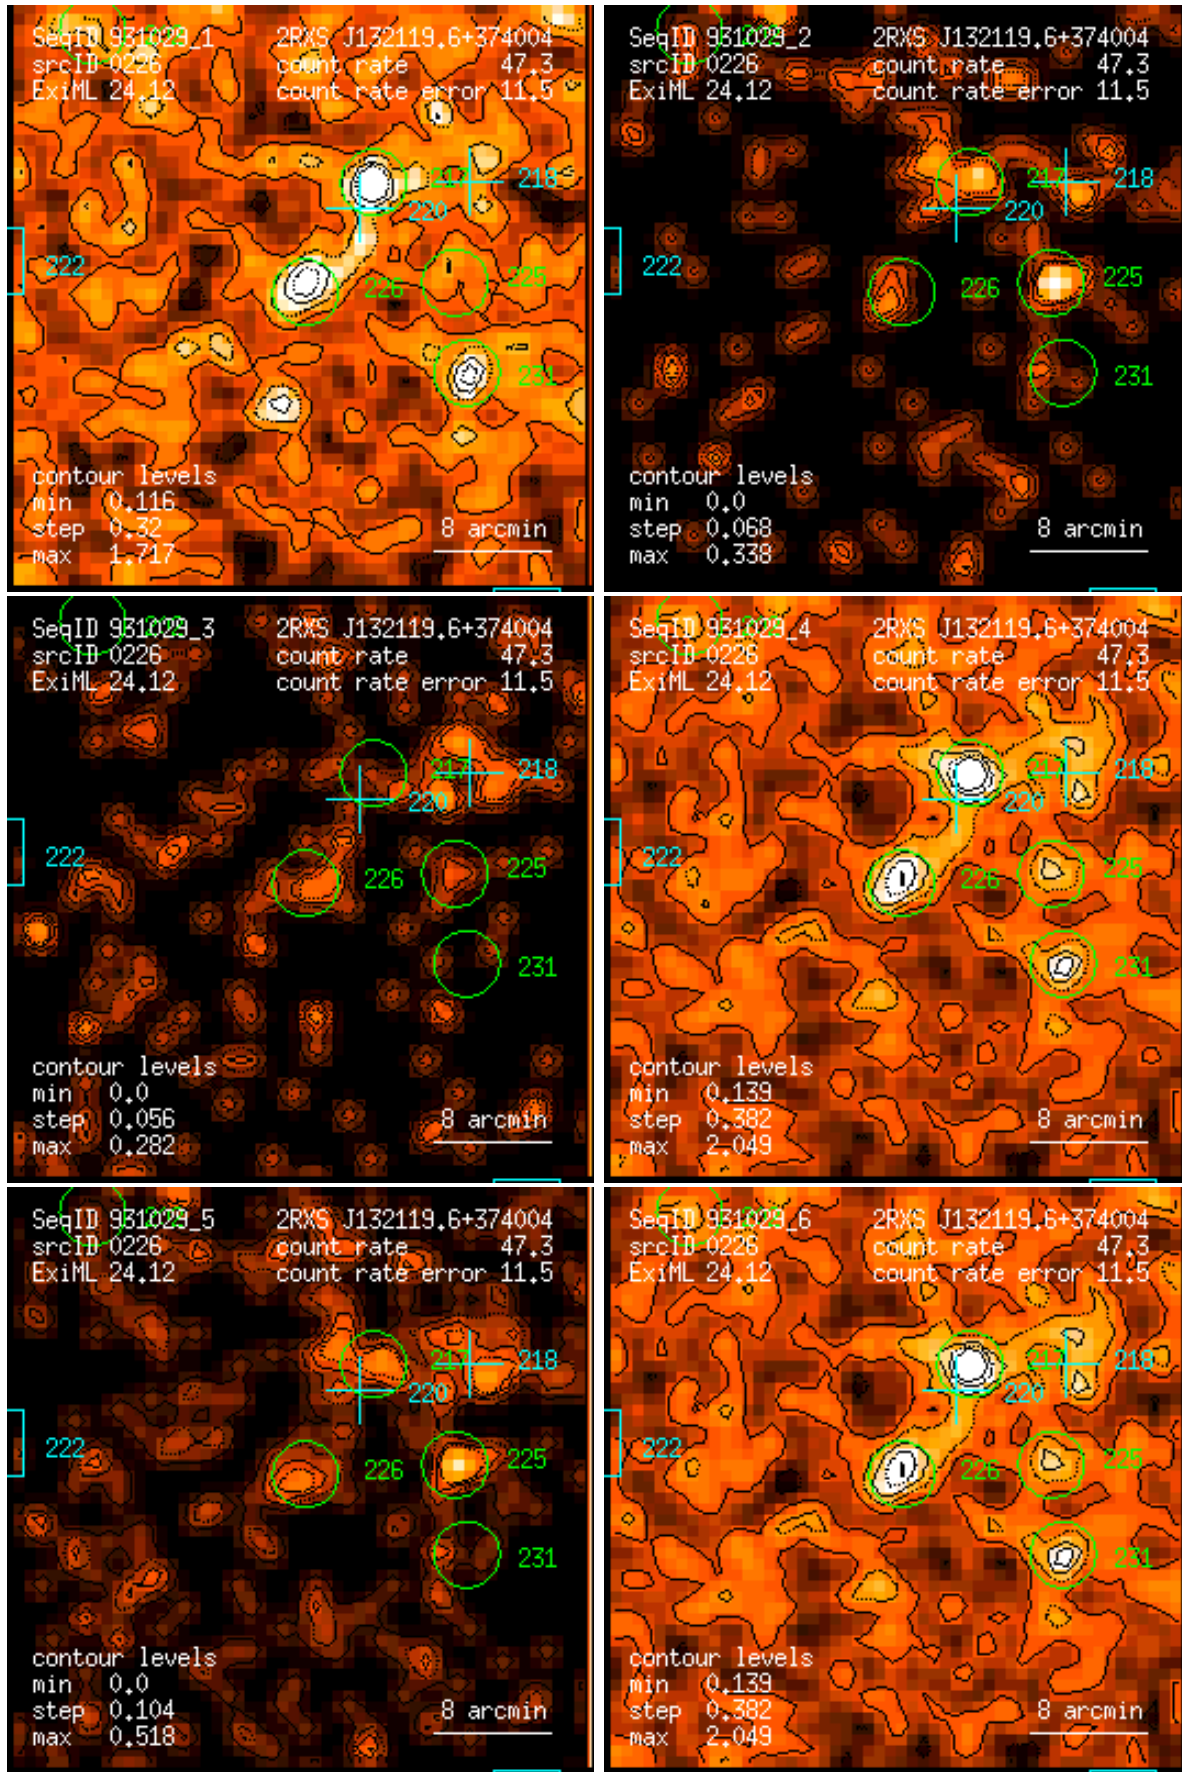 SeqID 931029_1 2RXS J132119.6+374004
srcID 0226 count rate 47.3
ExiML 24.12 count rate error 11.5
217 218
220
222
226 225
231
contour levels
min 0.116
step 0.32 8 arcmin
max 1.717
SeqID 931029_2 2RXS J132119.6+374004
srcID 0226 count rate 47.3
ExiML 24.12 count rate error 11.5
217 218
220
222
226 225
231
contour levels
min 0.0
step 0.068 8 arcmin
max 0.338
SeqID 931029_3 2RXS J132119.6+374004
srcID 0226 count rate 47.3
ExiML 24.12 count rate error 11.5
217 218
220
222
226 225
231
contour levels
min 0.0
step 0.056 8 arcmin
max 0.282
SeqID 931029_4 2RXS J132119.6+374004
srcID 0226 count rate 47.3
ExiML 24.12 count rate error 11.5
217 218
220
222
226 225
231
contour levels
min 0.139
step 0.382 8 arcmin
max 2.049
SeqID 931029_5 2RXS J132119.6+374004
srcID 0226 count rate 47.3
ExiML 24.12 count rate error 11.5
217 218
220
222
226 225
231
contour levels
min 0.0
step 0.104 8 arcmin
max 0.518
SeqID 931029_6 2RXS J132119.6+374004
srcID 0226 count rate 47.3
ExiML 24.12 count rate error 11.5
217 218
220
222
226 225
231
contour levels
min 0.139
step 0.382 8 arcmin
max 2.049